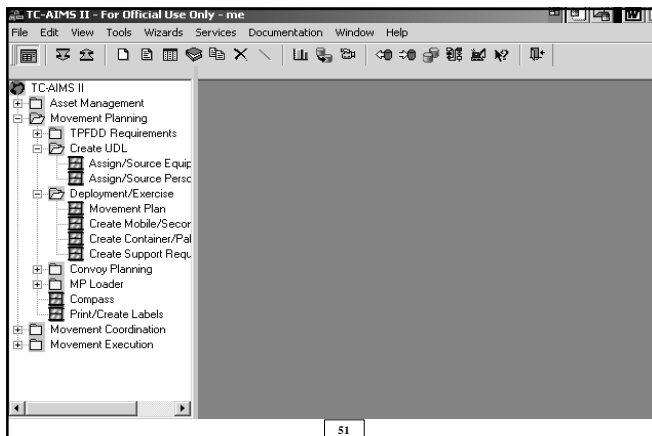 TC-AIMS II - For Official Use Only - me
File Edit View Tools Wizards Services Documentation Window Help
TC-AIMS II
Asset Management
Movement Planning
TPFDD Requirements
Create UDL
Assign/Source Equip
Assign/Source Perso
Deployment/Exercise
Movement Plan
Create Mobile/Secor
Create Container/Pal
Create Support Requ
Convoy Planning
MP Loader
Compass
Print/Create Labels
Movement Coordination
Movement Execution
51